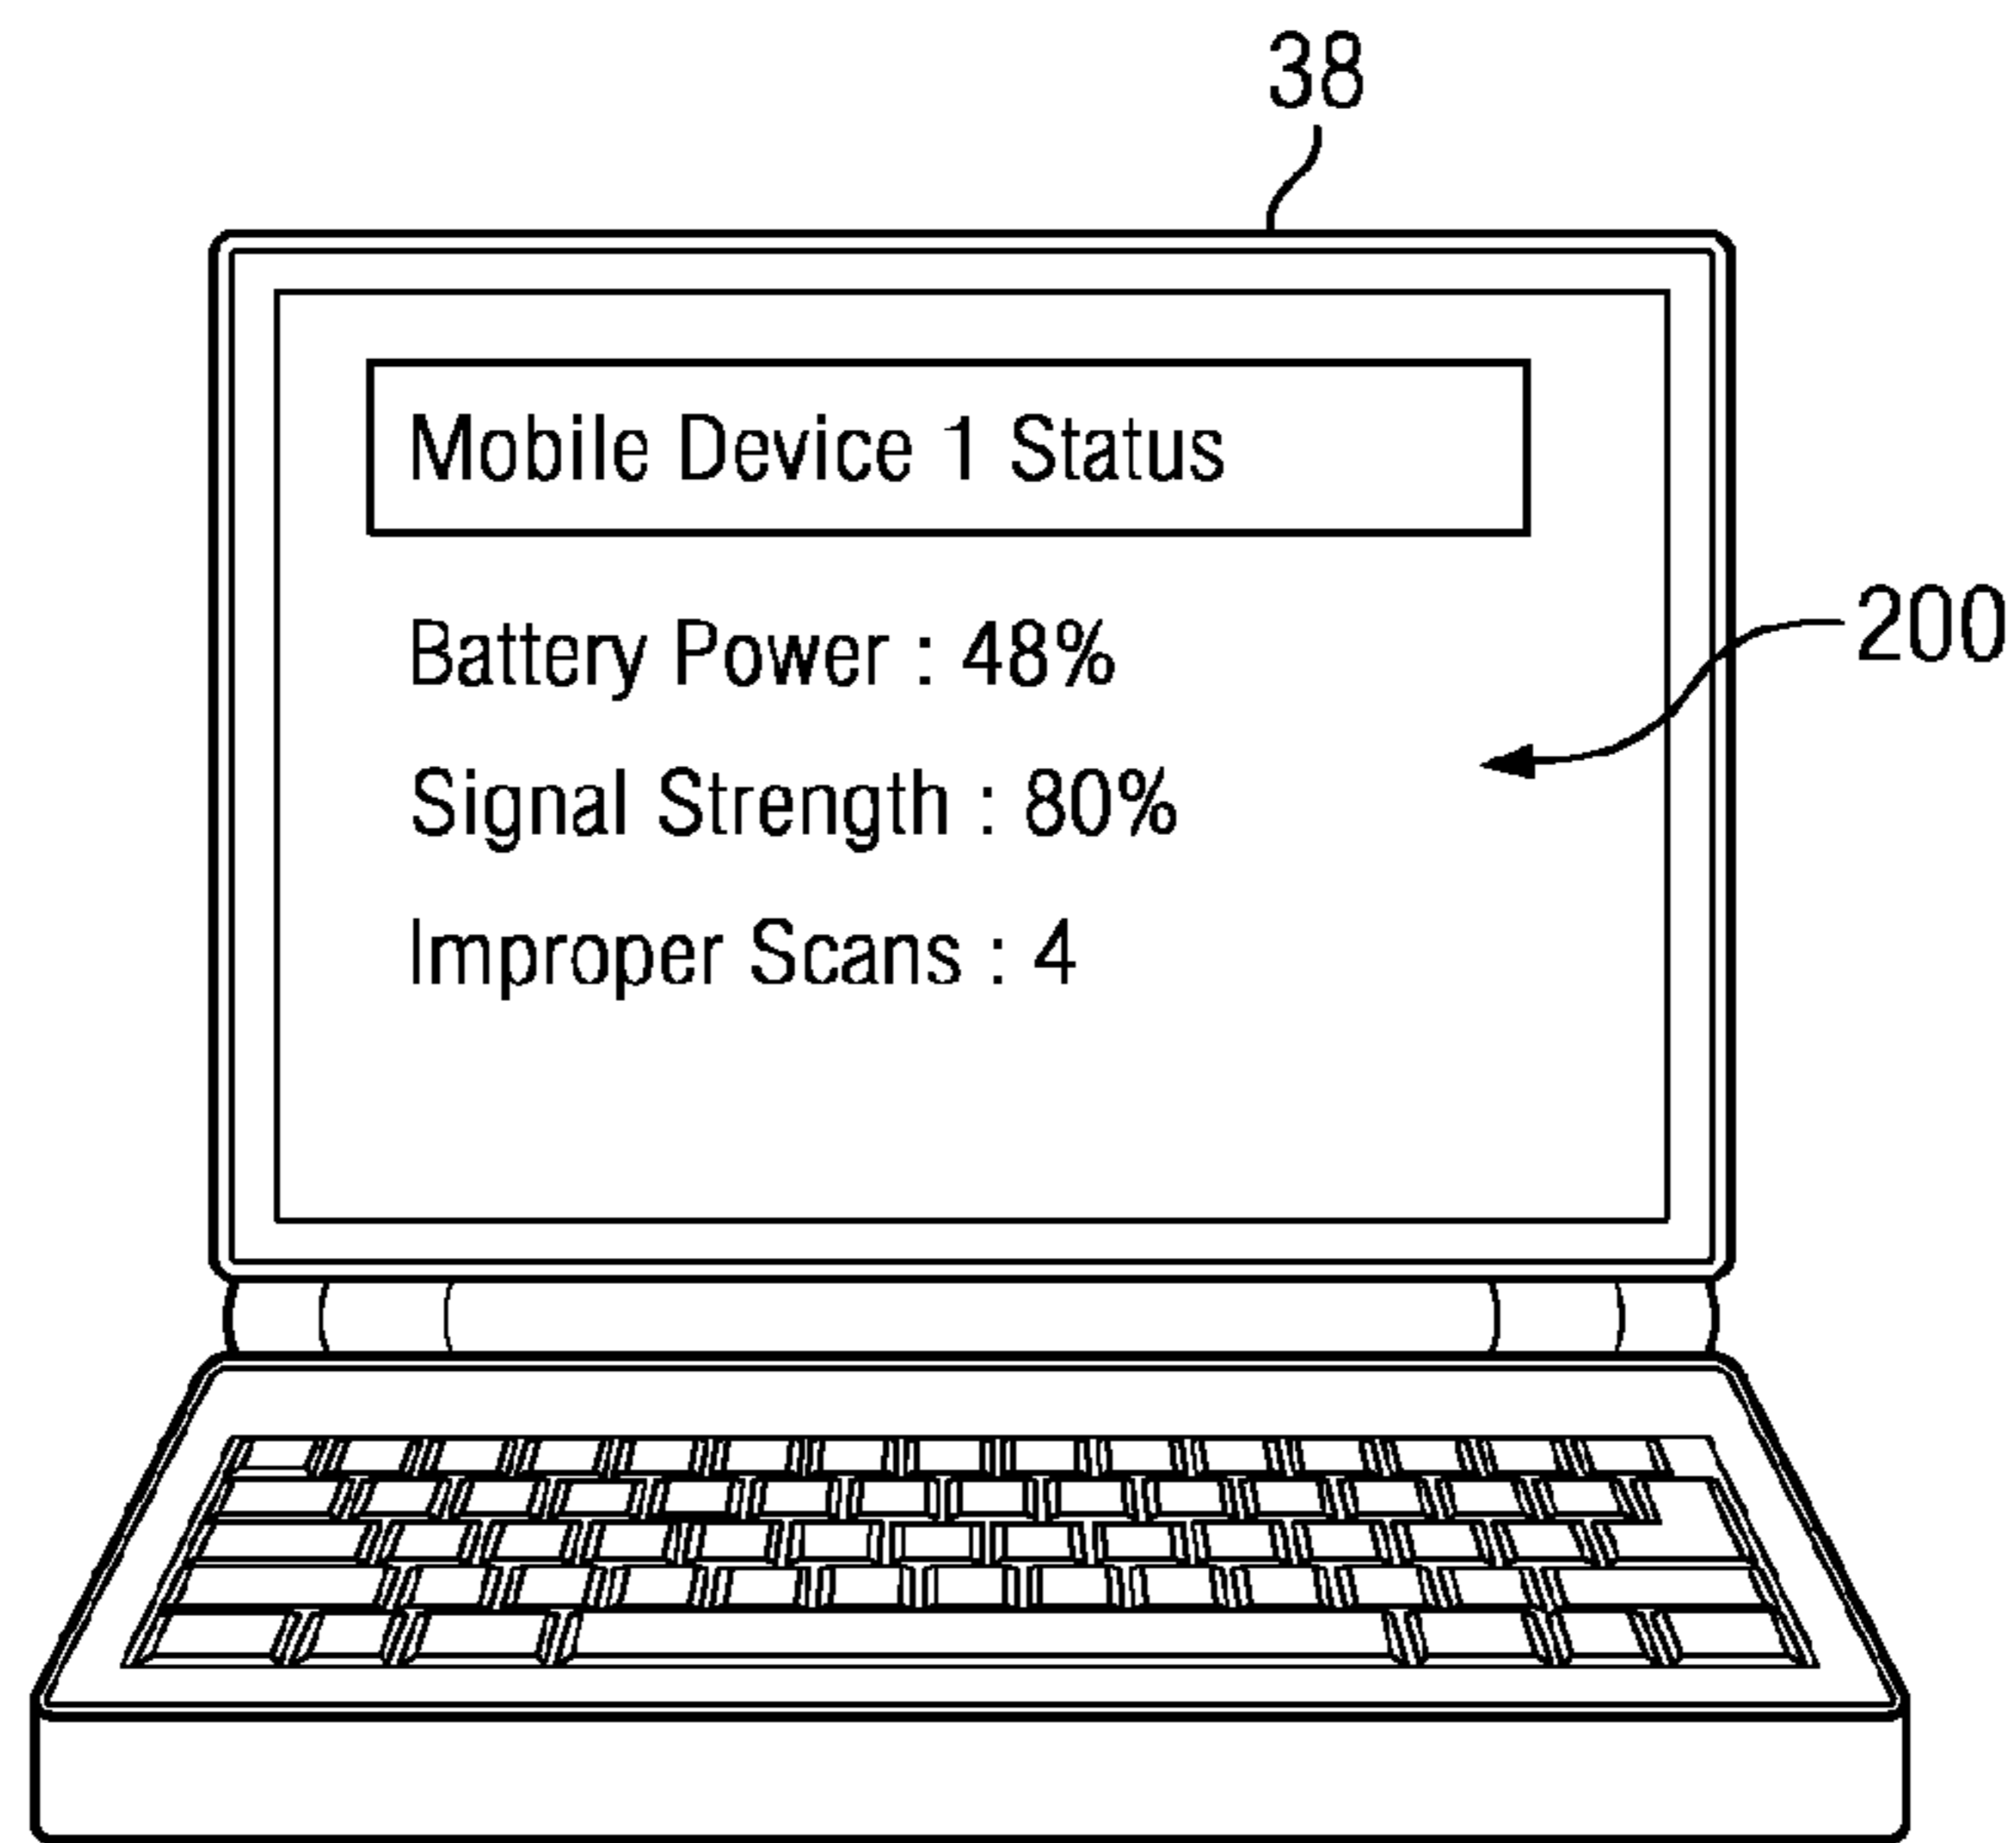 38
Mobile Device 1 Status
Battery Power : 48%
200
Signal Strength : 80%
Improper Scans : 4